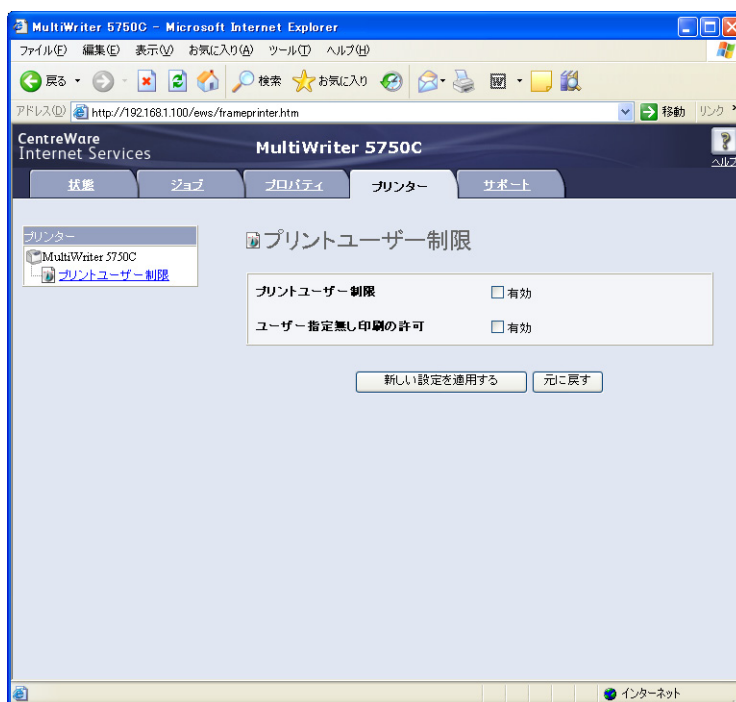 MultiWriter 5750C - Microsoft Internet Explorer
ファイル(F) 編集(E) 表示(V) お気に入り(A) ツール(T) ヘルプ(H)
戻る 検索 お気に入り
アドレス(D) http://192.168.1.100/ews/frameprinter.htm 移動 リンク »
CentreWare
Internet Services
MultiWriter 5750C
ヘルプ
状態 ジョブ プロパティ プリンター サポート
プリンター
MultiWriter 5750C
プリントユーザー制限
プリントユーザー制限
プリントユーザー制限 有効
ユーザー指定無し印刷の許可 有効
新しい設定を適用する 元に戻す
インターネット